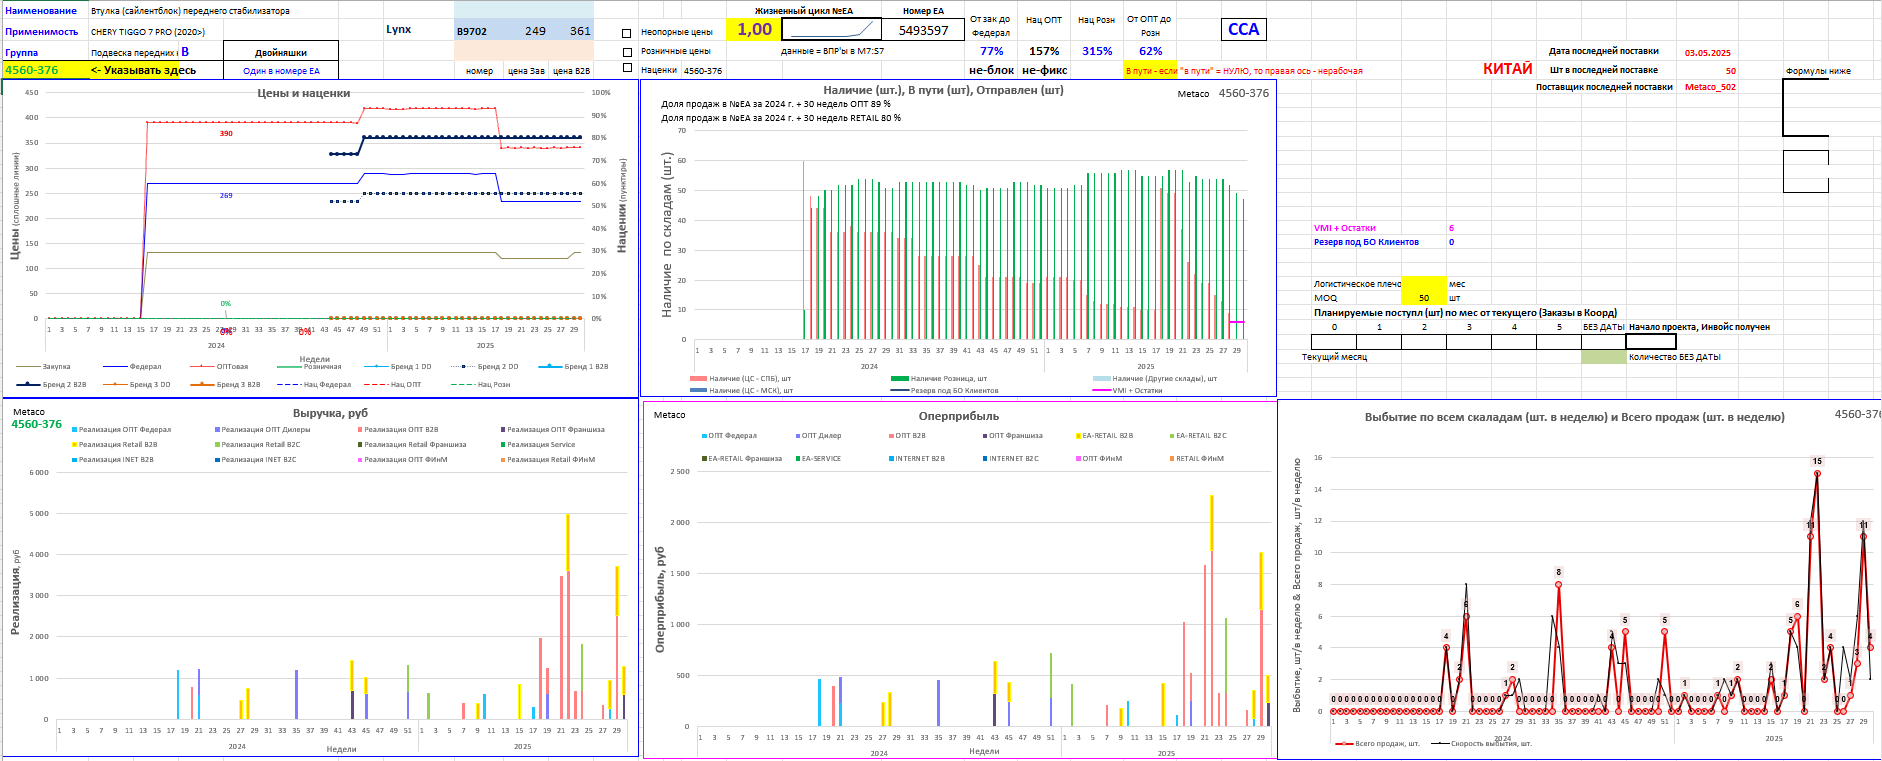 Наименование Втулка (сайлентблок) переднего стабилизатора
Применимость CHERY TIGGO 7 PRO (2020>)
Группа Подвеска передних к B Двойняшки
4560-376 <- Указывать здесь Один в номере ЕА
Lynx B9702 249 361
номер цена Зав цена B2B
Неопорные цены 1,00
Розничные цены
Наценки 4560-376
Жизненный цикл №ЕА
данные = ВПР'ы в M7:S7
Номер ЕА
5493597
От зак до Федерал Нац ОПТ Нац Розн От ОПТ до Розн
77% 157% 315% 62%
не-блок не-фикс
В пути - если "в пути" = НУЛЮ, то правая ось - нерабочая
CCA
КИТАЙ
Дата последней поставки 03.05.2025
Шт в последней поставке 50
Поставщик последней поставки Metaco_502
Формулы ниже
Цены и наценки
Цены (сплошные линии)
Наценки (пунктиры)
450
400
350
300
250
200
150
100
50
0
100%
90%
80%
70%
60%
50%
40%
30%
20%
10%
0%
390
269
0%
0%
1 3 5 7 9 11 13 15 17 19 21 23 25 27 29 31 33 35 37 39 41 43 45 47 49 51 1 3 5 7 9 11 13 15 17 19 21 23 25 27 29
2024 2025
Недели
Закупка Федерал ОПТовая Розничная Бренд 1 DD Бренд 2 DD Бренд 1 B2B
Бренд 2 B2B Бренд 3 DD Бренд 3 B2B Нац Федерал Нац ОПТ Нац Розн
Наличие (шт.), В пути (шт), Отправлен (шт)
Metaco 4560-376
Доля продаж в №ЕА за 2024 г. + 30 недель ОПТ 89 %
Доля продаж в №ЕА за 2024 г. + 30 недель RETAIL 80 %
Наличие по складам (шт.)
70
60
50
40
30
20
10
0
1 3 5 7 9 11 13 15 17 19 21 23 25 27 29 31 33 35 37 39 41 43 45 47 49 51 1 3 5 7 9 11 13 15 17 19 21 23 25 27 29
2024 2025
Наличие (ЦС - СПБ), шт Наличие Розница, шт Наличие (Другие склады), шт
Наличие (ЦС - МСК), шт Резерв под БО Клиентов VMI + Остатки
VMI + Остатки 6
Резерв под БО Клиентов 0
Логистическое плечо мес
MOQ 50 шт
Планируемые поступл (шт) по мес от текущего (Заказы в Коорд)
0 1 2 3 4 5 БЕЗ ДАТЫ Начало проекта, Инвойс получен
Текущий месяц Количество БЕЗ ДАТЫ
Metaco
4560-376
Выручка, руб
Реализация ОПТ Федерал Реализация ОПТ Дилеры Реализация ОПТ B2B Реализация ОПТ Франшиза
Реализация Retail B2B Реализация Retail B2C Реализация Retail Франшиза Реализация Service
Реализация INET B2B Реализация INET B2C Реализация ОПТ ФИнМ Реализация Retail ФИнМ
Реализация, руб
6 000
5 000
4 000
3 000
2 000
1 000
0
1 3 5 7 9 11 13 15 17 19 21 23 25 27 29 31 33 35 37 39 41 43 45 47 49 51 1 3 5 7 9 11 13 15 17 19 21 23 25 27 29
2024 2025
Недели
Metaco
Оперприбыль
ОПТ Федерал ОПТ Дилер ОПТ B2B ОПТ Франшиза EA-RETAIL B2B EA-RETAIL B2C
EA-RETAIL Франшиза EA-SERVICE INTERNET B2B INTERNET B2C ОПТ ФИнМ RETAIL ФИнМ
Оперприбыль, руб
2 500
2 000
1 500
1 000
500
0
1 3 5 7 9 11 13 15 17 19 21 23 25 27 29 31 33 35 37 39 41 43 45 47 49 51 1 3 5 7 9 11 13 15 17 19 21 23 25 27 29
2024 2025
Недели
Выбытие по всем скаладам (шт. в неделю) и Всего продаж (шт. в неделю)
Выбытие, шт/в неделю & Всего продаж, шт/в неделю
16
14
12
10
8
6
4
2
0
4 2 6 1 2 8 4 5 5 1 1 1 2 2 1 5 6 11 15 2 4 1 3 11 4
1 3 5 7 9 11 13 15 17 19 21 23 25 27 29 31 33 35 37 39 41 43 45 47 49 51 1 3 5 7 9 11 13 15 17 19 21 23 25 27 29
2024 2025
Всего продаж, шт. Скорость выбытия, шт.